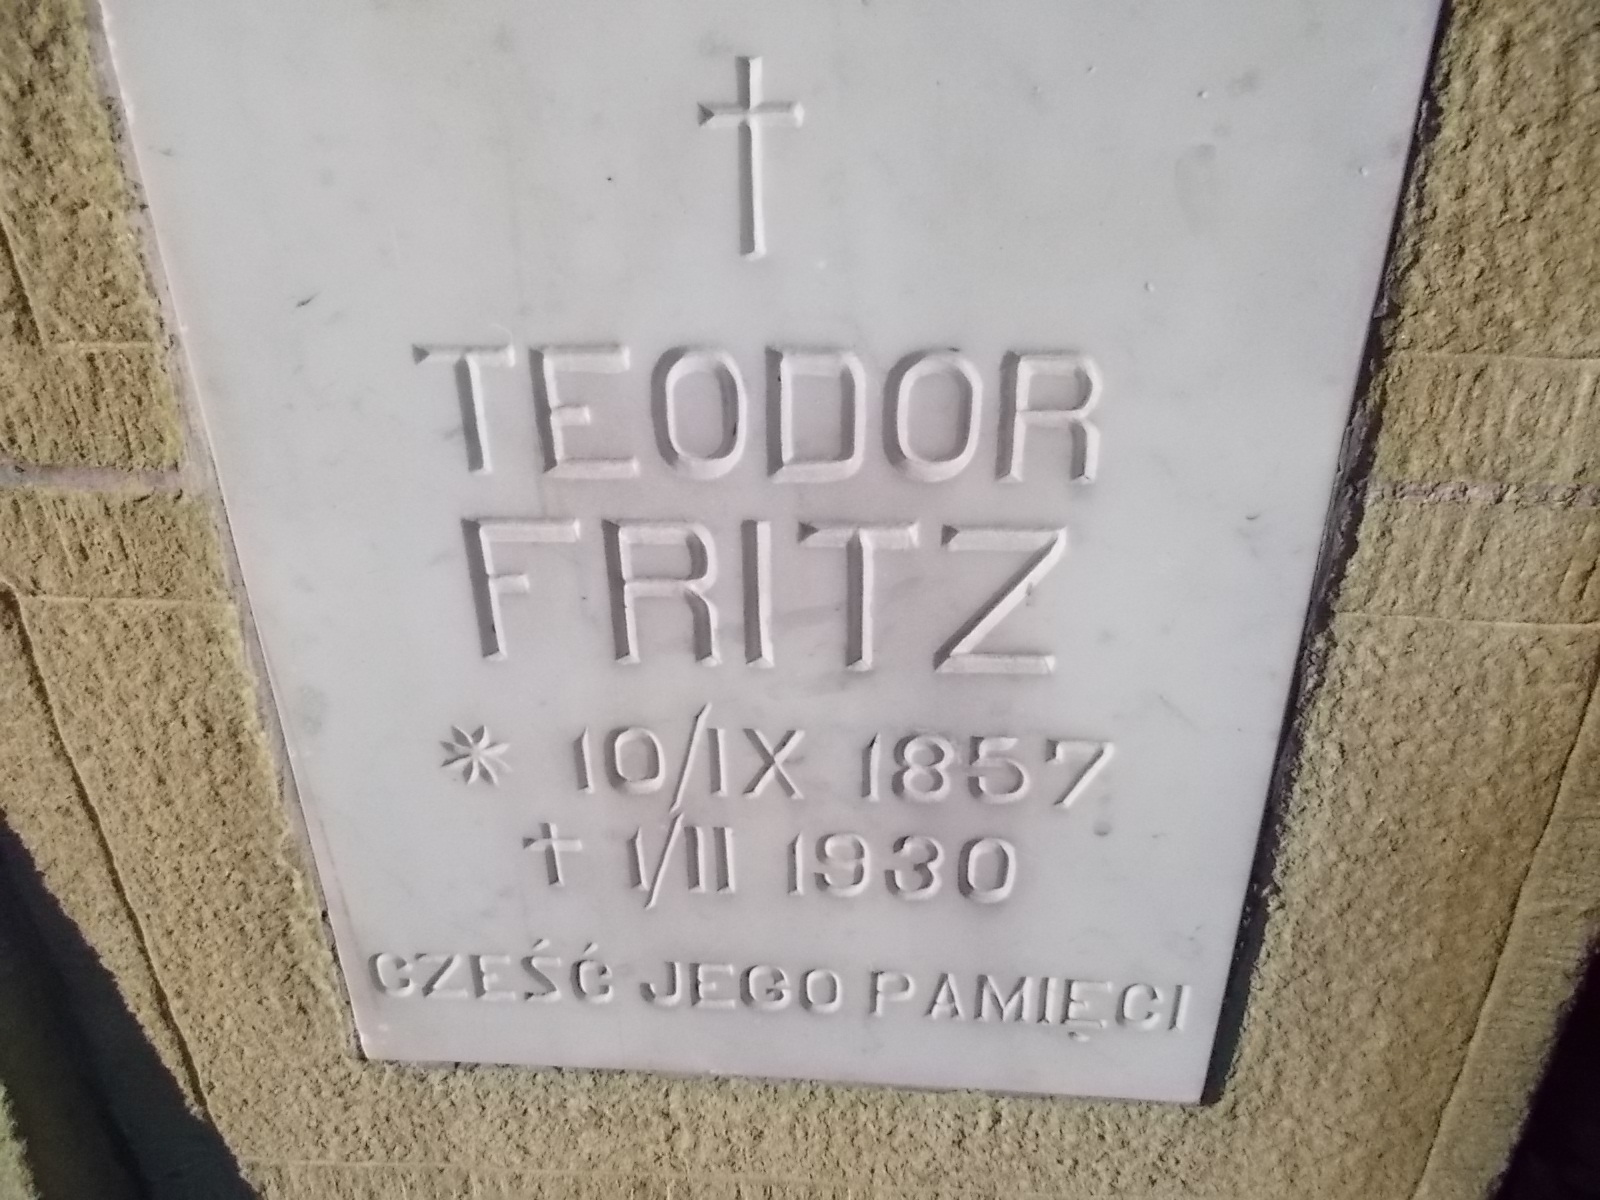 TEODOR
FRITZ
* 10/IX 1857
† 1/II 1930
CZEŚĆ JEGO PAMIĘCI